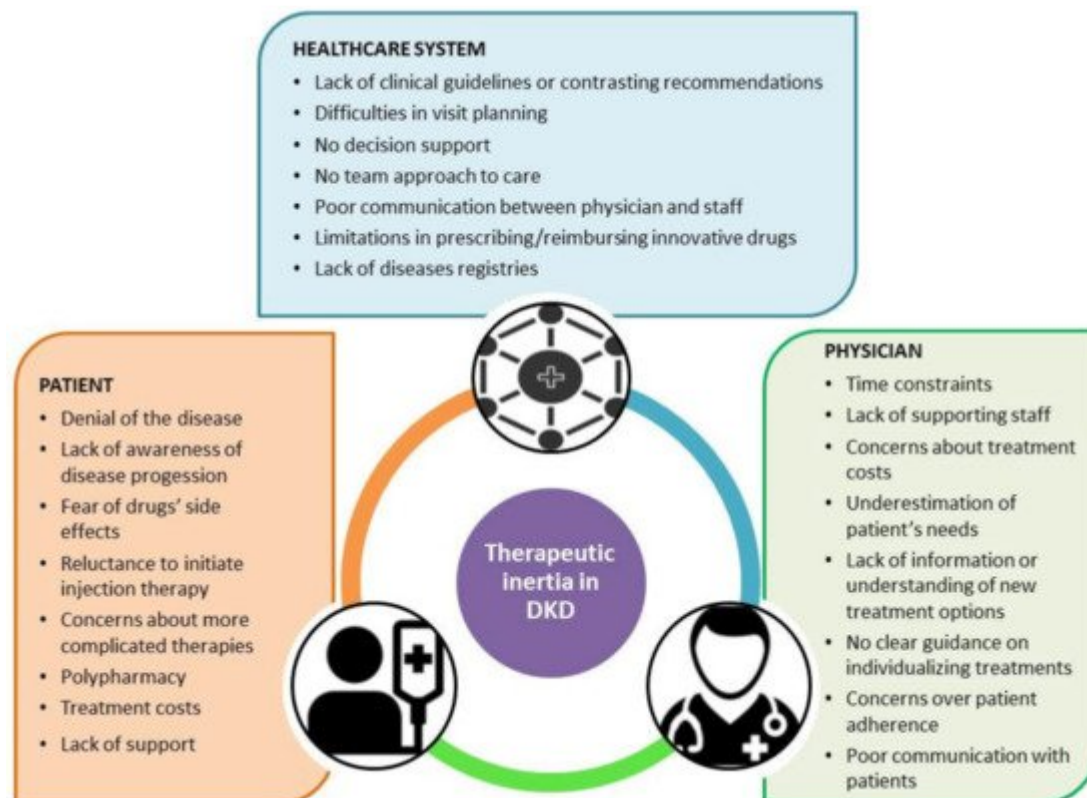 HEALTHCARE SYSTEM
• Lack of clinical guidelines or contrasting recommendations
• Difficulties in visit planning
• No decision support
• No team approach to care
• Poor communication between physician and staff
• Limitations in prescribing/reimbursing innovative drugs
• Lack of diseases registries
PATIENT
• Denial of the disease
• Lack of awareness of
disease progession
• Fear of drugs' side
effects
• Reluctance to initiate
injection therapy
• Concerns about more
complicated therapies
• Polypharmacy
• Treatment costs
• Lack of support
Therapeutic
inertia in
DKD
PHYSICIAN
• Time constraints
• Lack of supporting staff
• Concerns about treatment
costs
• Underestimation of
patient's needs
• Lack of information or
understanding of new
treatment options
• No clear guidance on
individualizing treatments
• Concerns over patient
adherence
• Poor communication with
patients